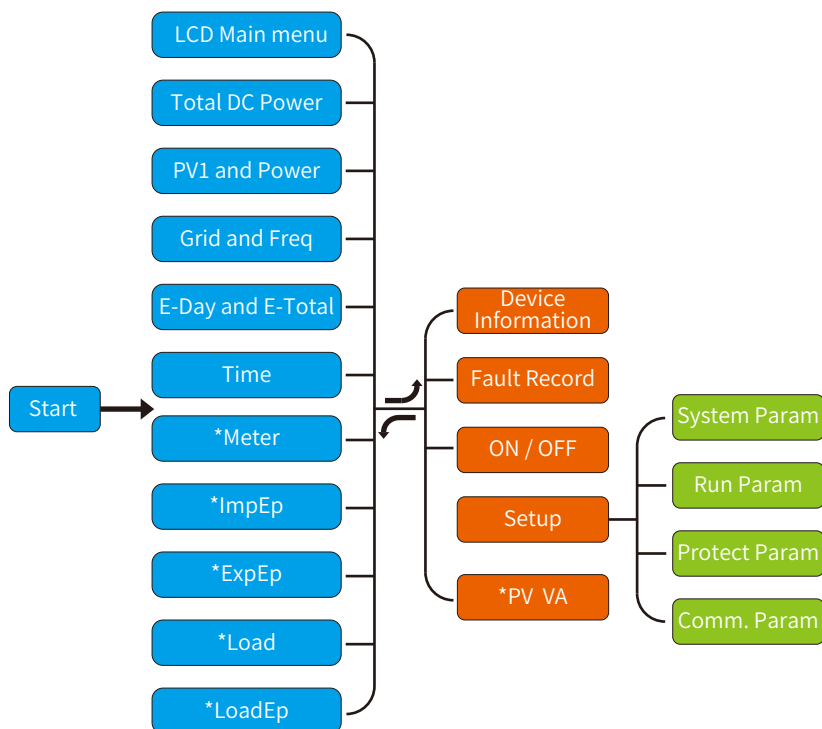 Start
LCD Main menu
Total DC Power
PV1 and Power
Grid and Freq
E-Day and E-Total
Time
*Meter
*ImpEp
*ExpEp
*Load
*LoadEp
Device
Information
Fault Record
ON / OFF
Setup
*PV VA
System Param
Run Param
Protect Param
Comm. Param